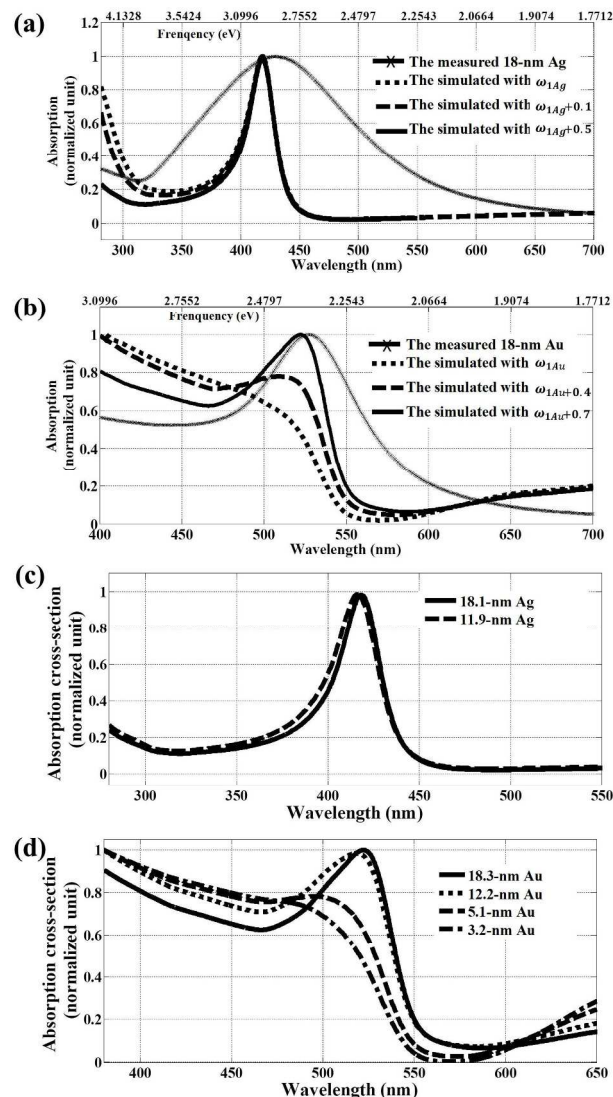 (a)
4.1328 3.5424 3.0996 2.7552 2.4797 2.2543 2.0664 1.9074 1.7712
Frenqency (eV)
The measured 18-nm Ag
The simulated with ω1Ag
The simulated with ω1Ag+0.1
The simulated with ω1Ag+0.5
Absorption
(normalized unit)
1.2
1
0.8
0.6
0.4
0.2
0
300 350 400 450 500 550 600 650 700
Wavelength (nm)
(b)
3.0996 2.7552 2.4797 2.2543 2.0664 1.9074 1.7712
Frenquency (eV)
The measured 18-nm Au
The simulated with ω1Au
The simulated with ω1Au+0.4
The simulated with ω1Au+0.7
Absorption
(normalized unit)
1
0.8
0.6
0.4
0.2
0
400 450 500 550 600 650 700
Wavelength (nm)
(c)
18.1-nm Ag
11.9-nm Ag
Absorption cross-section
(normalized unit)
1
0.8
0.6
0.4
0.2
0
300 350 400 450 500 550
Wavelength (nm)
(d)
18.3-nm Au
12.2-nm Au
5.1-nm Au
3.2-nm Au
Absorption cross-section
(normalized unit)
1
0.8
0.6
0.4
0.2
0
400 450 500 550 600 650
Wavelength (nm)